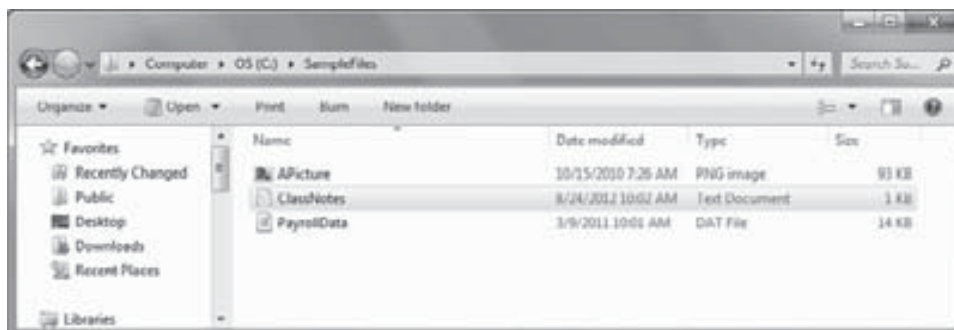 Computer OS (C:) SampleFiles Search Sa...
Organize Open Print Burn New folder
Name Date modified Type Size
Favorites
Recently Changed
Public
Desktop
Downloads
Recent Places
Libraries
APicture 10/15/2010 7:26 AM PNG image 93 KB
ClassNotes 8/24/2012 10:02 AM Text Document 1 KB
PayrollData 3/9/2011 10:01 AM DAT File 14 KB